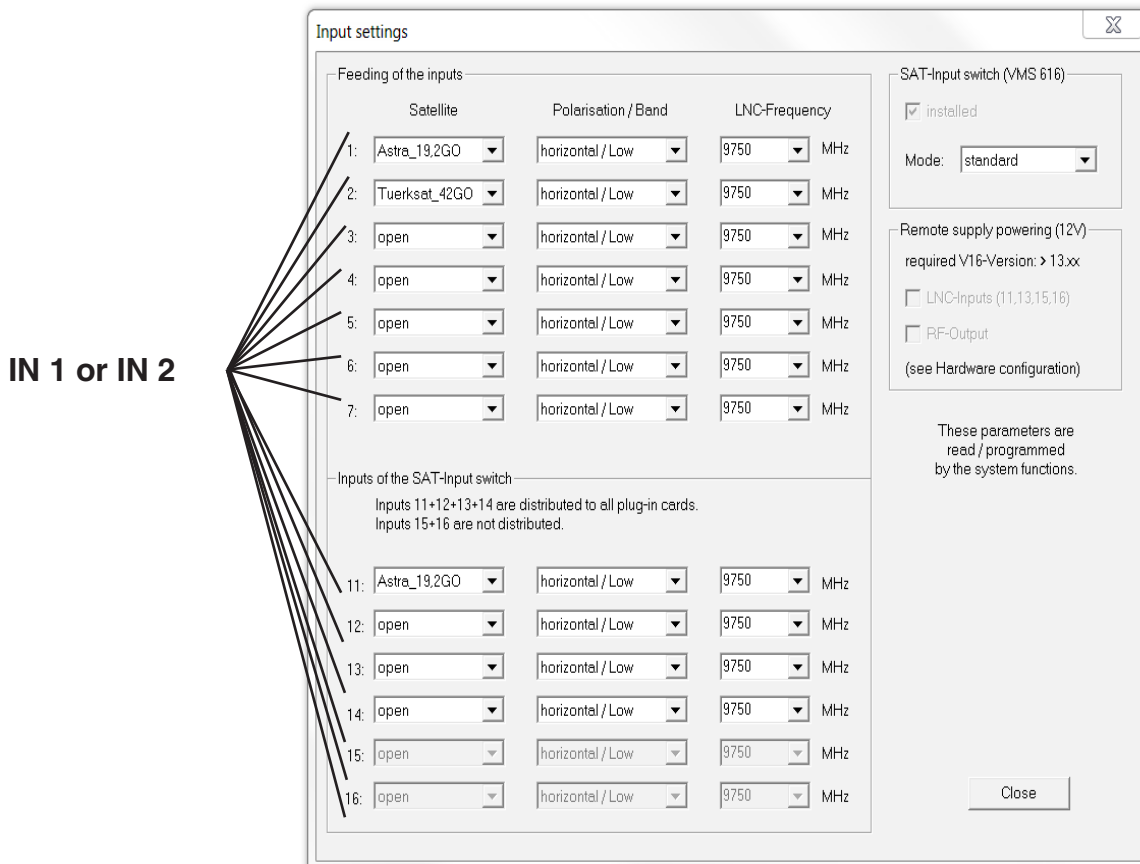 Input settings
Feeding of the inputs
Satellite Polarisation / Band LNC-Frequency
1: Astra_19,2GO horizontal / Low 9750 MHz
2: Tuerksat_42GO horizontal / Low 9750 MHz
3: open horizontal / Low 9750 MHz
4: open horizontal / Low 9750 MHz
5: open horizontal / Low 9750 MHz
6: open horizontal / Low 9750 MHz
7: open horizontal / Low 9750 MHz
IN 1 or IN 2
Inputs of the SAT-Input switch
Inputs 11+12+13+14 are distributed to all plug-in cards.
Inputs 15+16 are not distributed.
11: Astra_19,2GO horizontal / Low 9750 MHz
12: open horizontal / Low 9750 MHz
13: open horizontal / Low 9750 MHz
14: open horizontal / Low 9750 MHz
15: open horizontal / Low 9750 MHz
16: open horizontal / Low 9750 MHz
SAT-Input switch (VMS 616)
installed
Mode: standard
Remote supply powering (12V)
required V16-Version: > 13.xx
LNC-Inputs (11,13,15,16)
RF-Output
(see Hardware configuration)
These parameters are
read / programmed
by the system functions.
Close